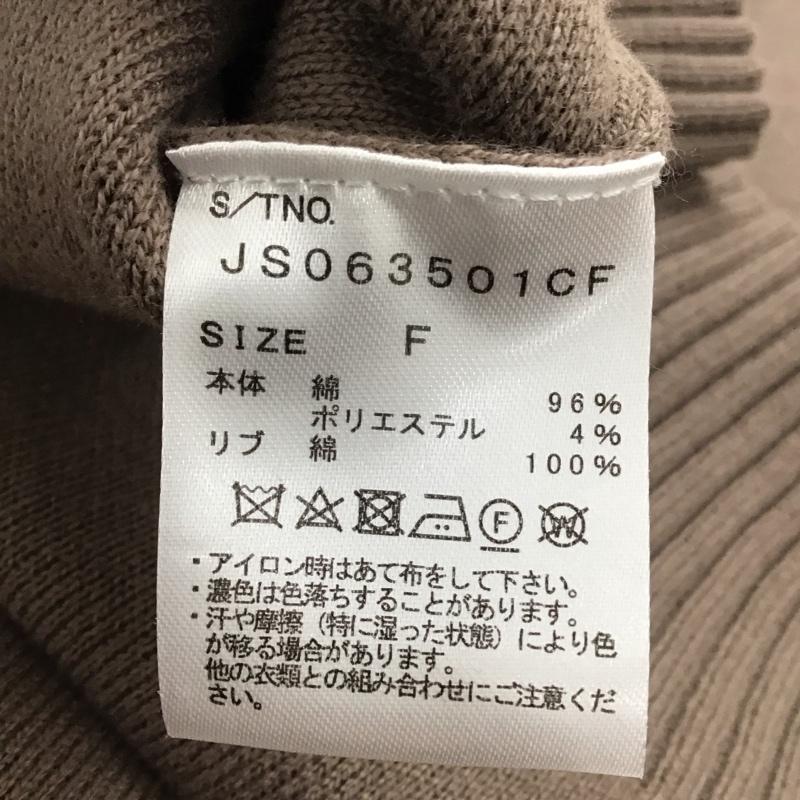 S/TNO.
JS063501CF
SIZE F
本体 綿 96%
ポリエステル 4%
リブ 綿 100%
F W
・アイロン時はあて布をして下さい。
・濃色は色落ちすることがあります。
・汗や摩擦（特に湿った状態）により色
が移る場合があります。
他の衣類との組み合わせにご注意くだ
さい。